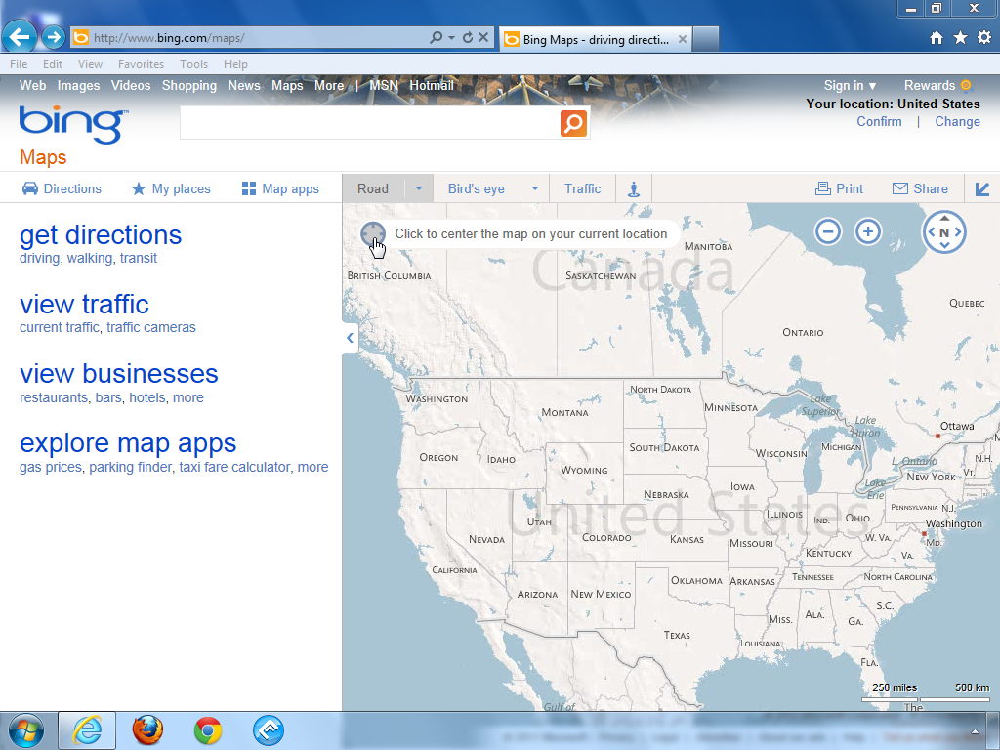 http://www.bing.com/maps/
Bing Maps - driving directi...
File Edit View Favorites Tools Help
Web Images Videos Shopping News Maps More | MSN Hotmail
Sign in ▾ Rewards
Your location: United States
Confirm | Change
bing™
Maps
Directions My places Map apps
Road Bird's eye Traffic
Print Share
get directions
driving, walking, transit
view traffic
current traffic, traffic cameras
view businesses
restaurants, bars, hotels, more
explore map apps
gas prices, parking finder, taxi fare calculator, more
Click to center the map on your current location
N
MANITOBA
Canada
BRITISH COLUMBIA
SASKATCHEWAN
QUEBEC
ONTARIO
NORTH DAKOTA
WASHINGTON
MINNESOTA
Lake
Superior
MONTANA
Lake
Huron
Ottawa
SOUTH DAKOTA
WISCONSIN
MICHIGAN
OREGON
IDAHO
L. Ontario
N.H.
WYOMING
Vt.
NEW YORK
Lake
Erie
IOWA
NEBRASKA
United States
PENNSYLVANIA
N.J.
ILLINOIS
IND.
OHIO
UTAH
Washington
NEVADA
COLORADO
KANSAS
MISSOURI
W. VA.
MD.
KENTUCKY
VA.
CALIFORNIA
OKLAHOMA
ARKANSAS
TENNESSEE
NORTH CAROLINA
ARIZONA
NEW MEXICO
S.C.
MISS.
ALA.
GA.
TEXAS
LOUISIANA
FLA.
250 miles 500 km
Gulf of
The